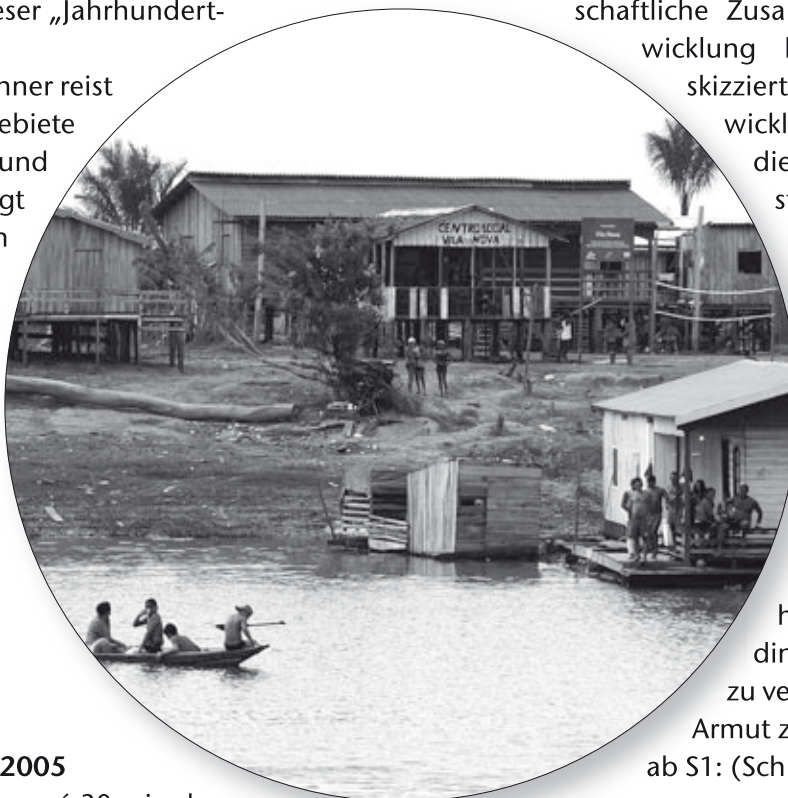 eser „Jahrhundert-
nner reist
ebiete
und
gt
n
CENTRO SOCIAL
VILA NOVA
2005
schaftliche Zusa
wicklung
skizziert
wickl
die
st
h
din
zu ve
Armut z
ab S1: (Sch